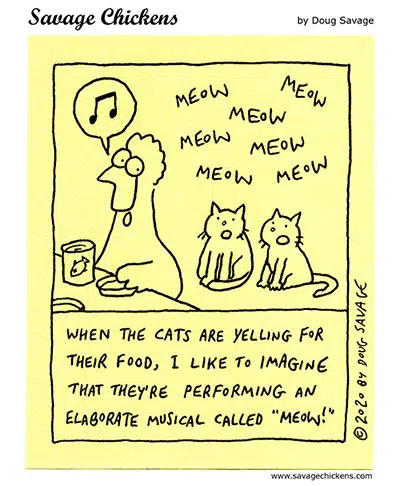 Savage Chickens
by Doug Savage
MEOW
MEOW
MEOW
MEOW
MEOW
MEOW
MEOW
WHEN THE CATS ARE YELLING FOR
THEIR FOOD, I LIKE TO IMAGINE
THAT THEY'RE PERFORMING AN
ELABORATE MUSICAL CALLED "MEOW!"
© 2020 BY DOUG SAVAGE
www.savagechickens.com